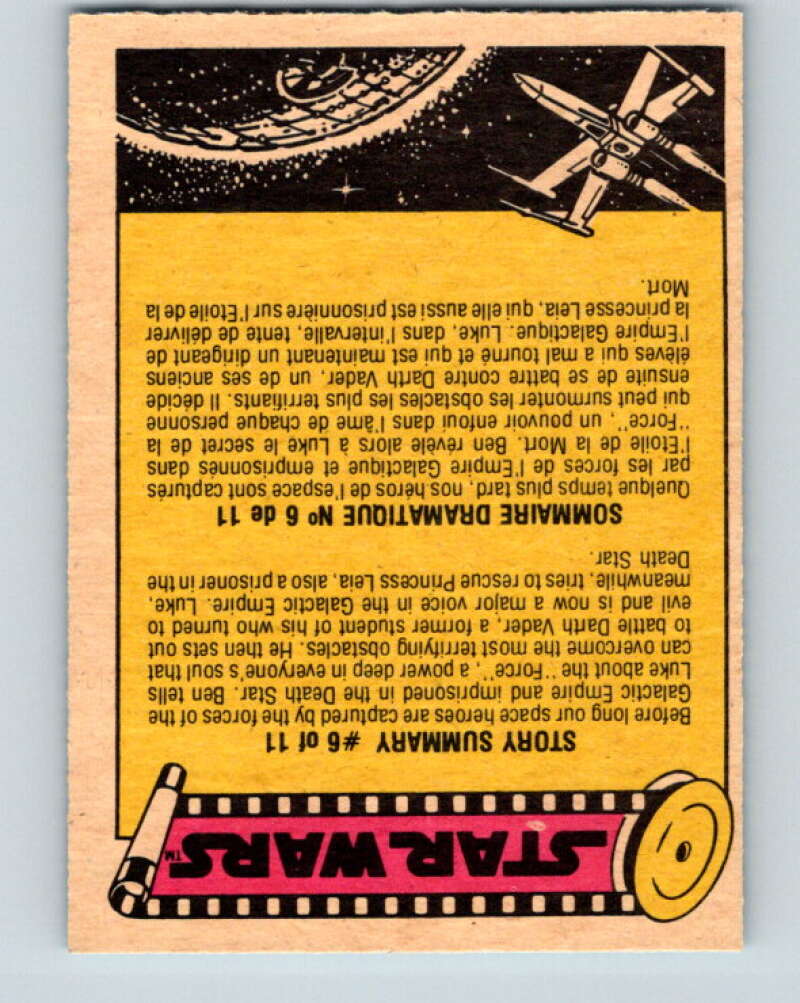 STAR WARS™
STORY SUMMARY #6 of 11
Before long our space heroes are captured by the forces of the
Galactic Empire and imprisoned in the Death Star. Ben tells
Luke about the "Force", a power deep in everyone's soul that
can overcome the most terrifying obstacles. He then sets out
to battle Darth Vader, a former student of his who turned to
evil and is now a major voice in the Galactic Empire. Luke,
meanwhile, tries to rescue Princess Leia, also a prisoner in the
Death Star.
SOMMAIRE DRAMATIQUE Nº 6 de 11
Quelque temps plus tard, nos héros de l'espace sont capturés
par les forces de l'Empire Galactique et emprisonnés dans
l'Etoile de la Mort. Ben révèle alors à Luke le secret de la
"Force", un pouvoir enfoui dans l'âme de chaque personne
qui peut surmonter les obstacles les plus terrifiants. Il décide
ensuite de se battre contre Darth Vader, un de ses anciens
élèves qui a mal tourné et qui est maintenant un dirigeant de
l'Empire Galactique. Luke, dans l'intervalle, tente de délivrer
la princesse Leia, qui elle aussi est prisonnière sur l'Etoile de la
Mort.